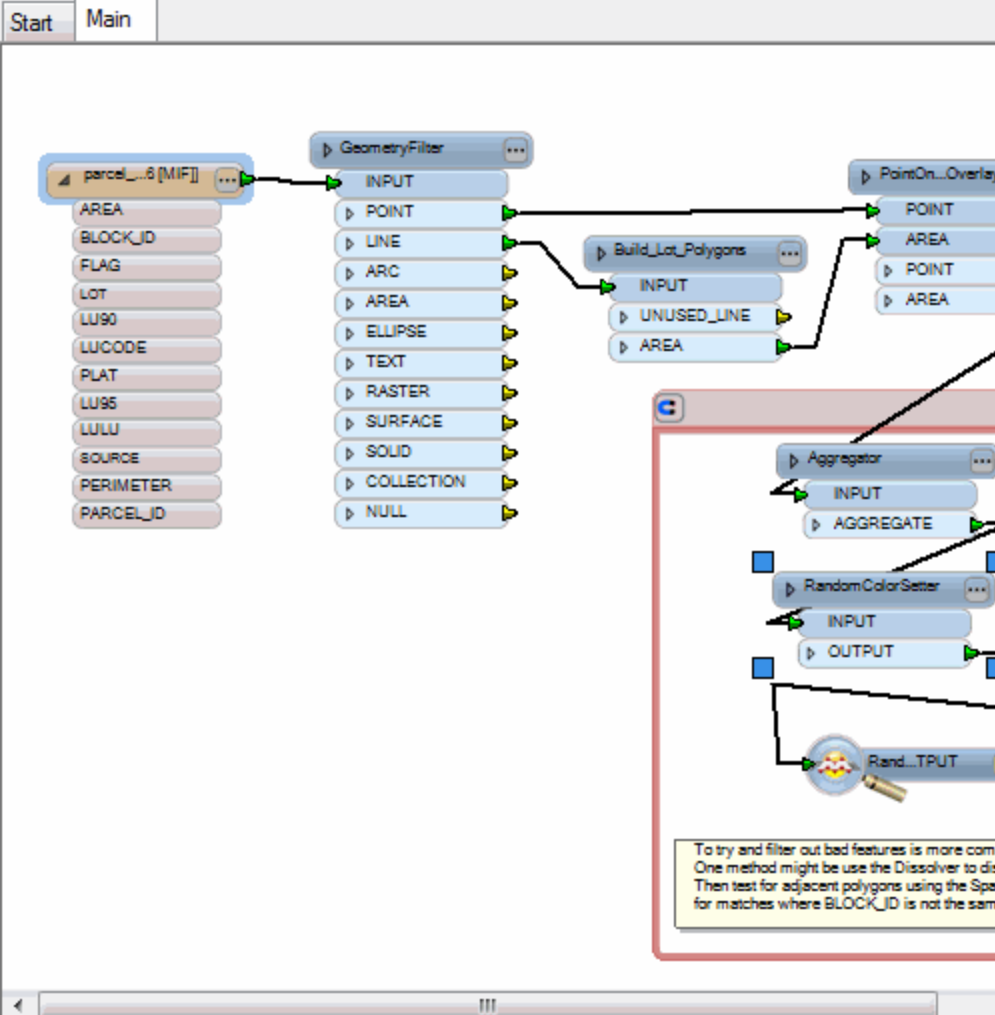 Start
Main
parcel_...6 [MIF]]
AREA
BLOCK_ID
FLAG
LOT
LU90
LUCODE
PLAT
LU95
LULU
SOURCE
PERIMETER
PARCEL_ID
GeometryFilter
INPUT
POINT
LINE
ARC
AREA
ELLIPSE
TEXT
RASTER
SURFACE
SOLID
COLLECTION
NULL
Build_Lot_Polygons
INPUT
UNUSED_LINE
AREA
PointOn...Overlay
POINT
AREA
POINT
AREA
Aggregator
INPUT
AGGREGATE
RandomColorSetter
INPUT
OUTPUT
Rand...TPUT
To try and filter out bad features is more com
One method might be use the Dissolver to dis
Then test for adjacent polygons using the Spa
for matches where BLOCK_ID is not the sam